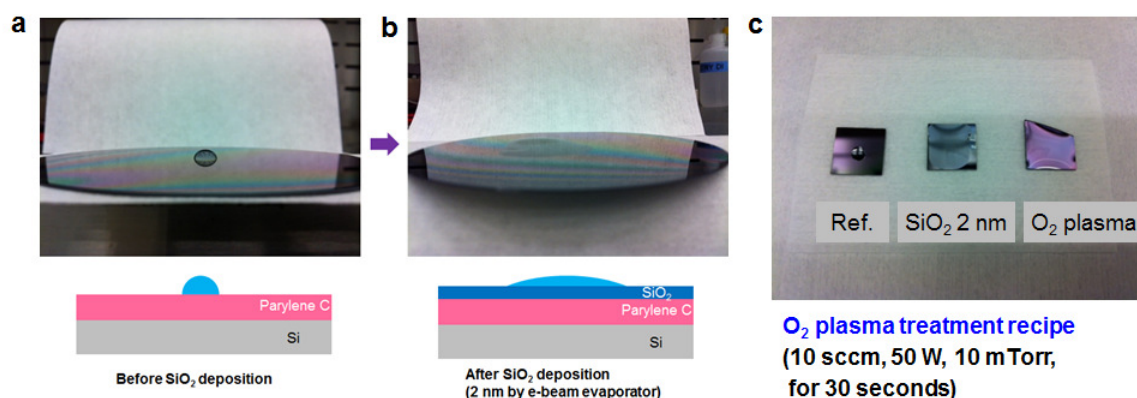 a
b
c
Parylene C
Si
Before SiO₂ deposition
SiO₂
Parylene C
Si
After SiO₂ deposition
(2 nm by e-beam evaporator)
Ref.
SiO₂ 2 nm
O₂ plasma
O₂ plasma treatment recipe
(10 sccm, 50 W, 10 mTorr,
for 30 seconds)